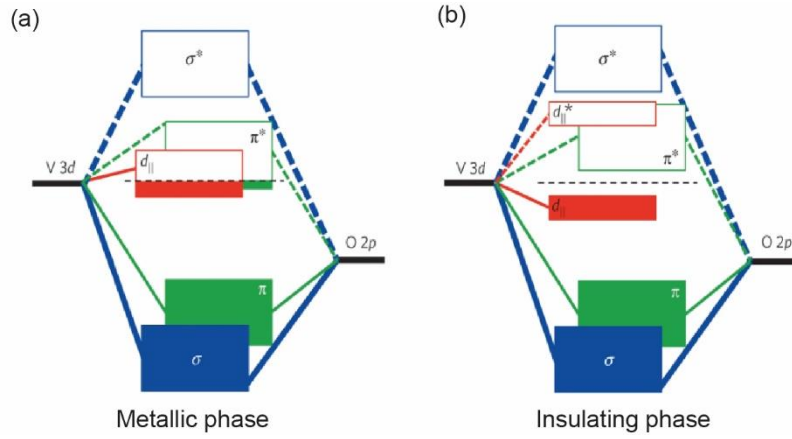 (a)
σ*
π*
d||
V 3d
O 2p
π
σ
Metallic phase
(b)
σ*
d||*
π*
V 3d
d||
O 2p
π
σ
Insulating phase